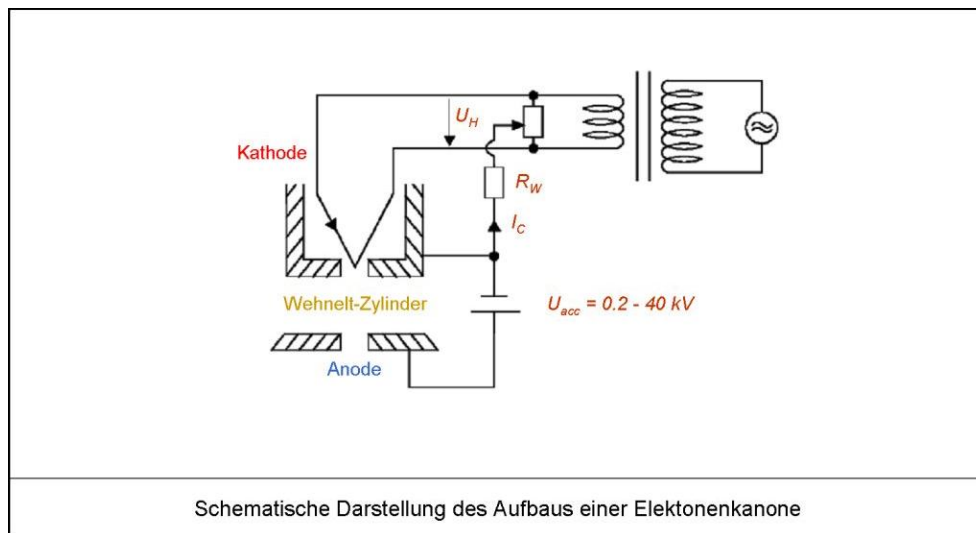 U_H
Kathode
R_W
I_C
Wehnelt-Zylinder
U_acc = 0.2 - 40 kV
Anode
Schematische Darstellung des Aufbaus einer Elektonenkanone